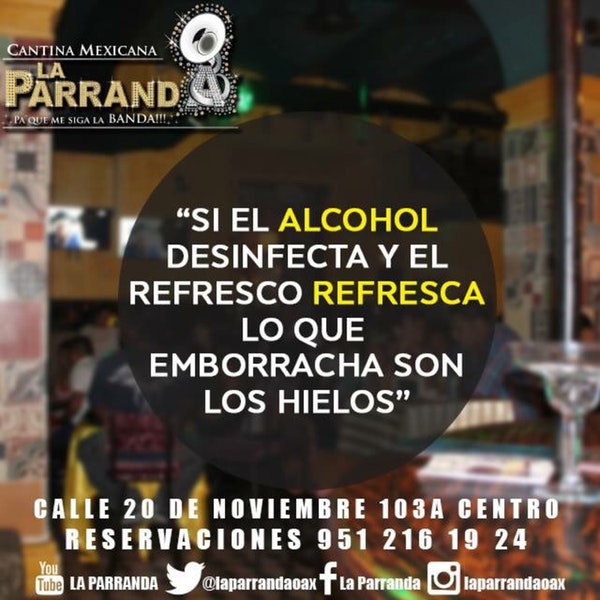 CANTINA MEXICANA
LA
PARRANDA
PA' QUE ME SIGA LA BANDA!!!
“SI EL ALCOHOL
DESINFECTA Y EL
REFRESCO REFRESCA
LO QUE
EMBORRACHA SON
LOS HIELOS”
CALLE 20 DE NOVIEMBRE 103A CENTRO
RESERVACIONES 951 216 19 24
You Tube LA PARRANDA @laparrandaoax f La Parranda laparrandaoax